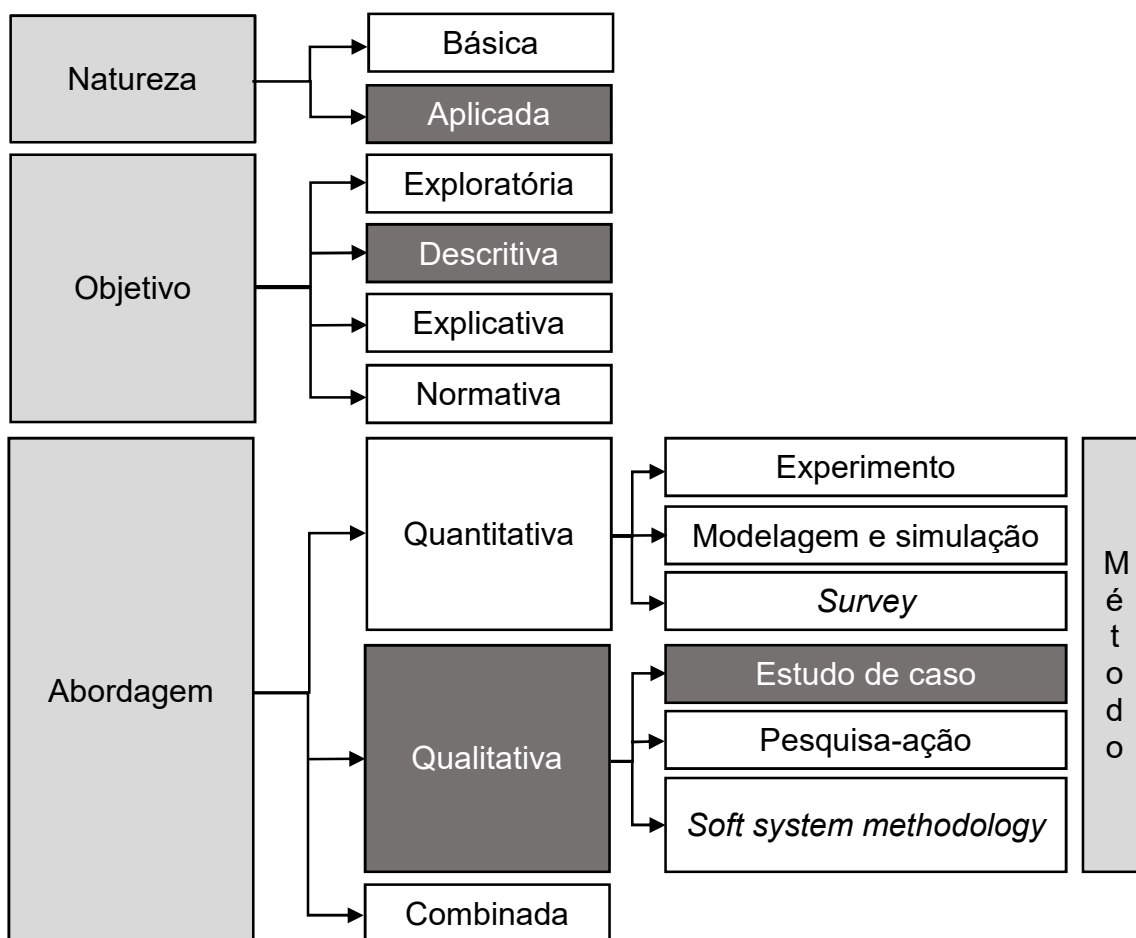 Natureza
Básica
Aplicada
Objetivo
Exploratória
Descritiva
Explicativa
Normativa
Abordagem
Quantitativa
Experimento
Modelagem e simulação
Survey
Qualitativa
Estudo de caso
Pesquisa-ação
Soft system methodology
Combinada
M
é
t
o
d
o